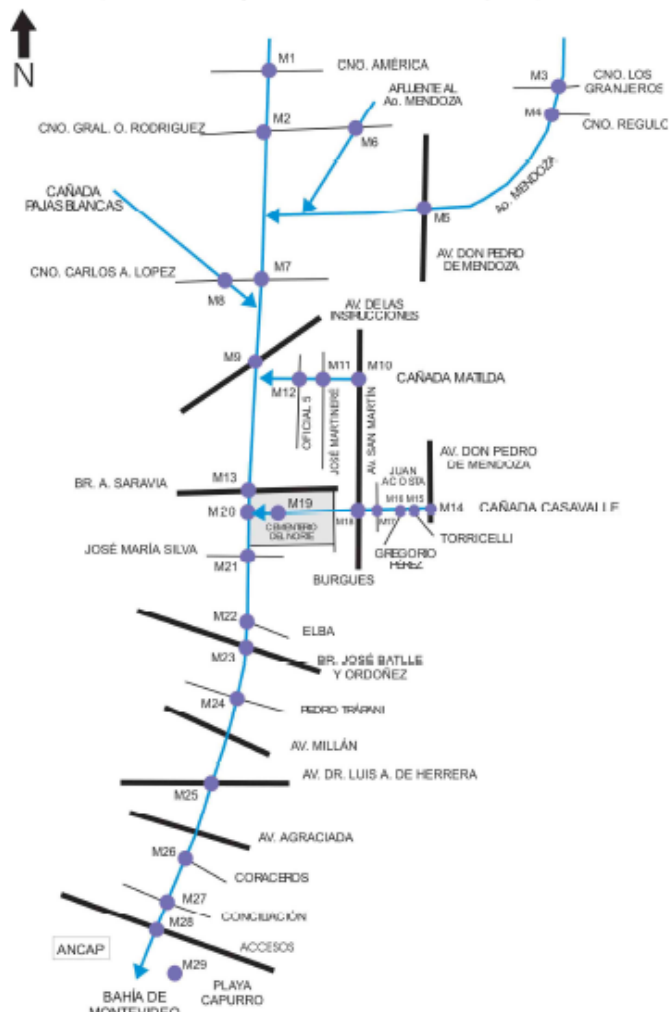 N
M1
CNO. AMÉRICA
M3
CNO. LOS
GRANJEROS
AFLUENTE AL
Ao. MENDOZA
M2
M4
CNO. REGULO
CNO. GRAL. O. RODRIGUEZ
M6
Ao. MENDOZA
CAÑADA
PAJAS BLANCAS
M5
AV. DON PEDRO
DE MENDOZA
CNO. CARLOS A. LOPEZ
M7
M8
AV. DE LAS
INSTRUCCIONES
M9
M11
M10
CAÑADA MATILDA
M12
OFICIAL 5
JOSÉ MARTINERÉ
AV. SAN MARTÍN
AV. DON PEDRO
DE MENDOZA
JUAN
ACOSTA
M13
BR. A. SARAVIA
M19
M16
M15
M14
CAÑADA CASAVALLE
M20
M18
M17
CEMENTERIO
DEL NORTE
TORRICELLI
GREGORIO
PÉREZ
JOSÉ MARÍA SILVA
M21
BURGUES
M22
ELBA
M23
BR. JOSÉ BATLLE
Y ORDOÑEZ
M24
PEDRO TRÁPANI
AV. MILLÁN
AV. DR. LUIS A. DE HERRERA
M25
AV. AGRACIADA
M26
CORACEROS
M27
CONCILIACIÓN
M28
ACCESOS
ANCAP
M29
PLAYA
CAPURRO
BAHÍA DE
MONTEVIDEO